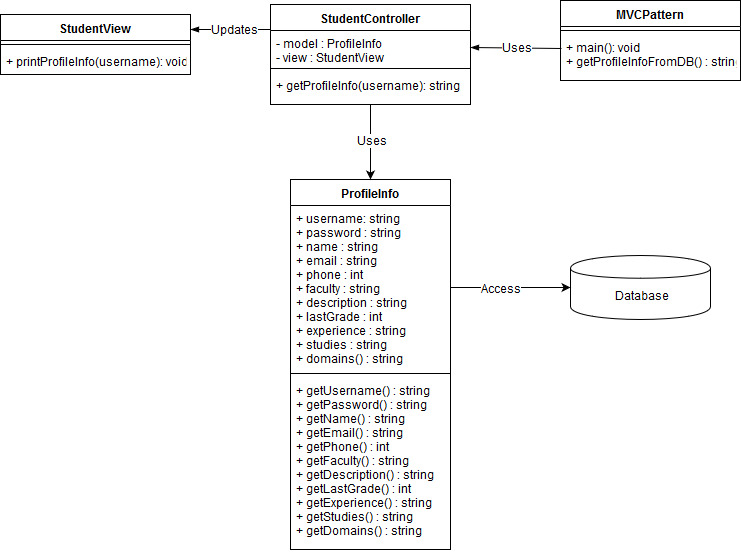 StudentView
+ printProfileInfo(username): void
Updates
StudentController
- model : ProfileInfo
- view : StudentView
+ getProfileInfo(username): string
Uses
MVCPattern
+ main(): void
+ getProfileInfoFromDB() : strin
Uses
ProfileInfo
+ username: string
+ password : string
+ name : string
+ email : string
+ phone : int
+ faculty : string
+ description : string
+ lastGrade : int
+ experience : string
+ studies : string
+ domains() : string
+ getUsername() : string
+ getPassword() : string
+ getName() : string
+ getEmail() : string
+ getPhone() : int
+ getFaculty() : string
+ getDescription() : string
+ getLastGrade() : int
+ getExperience() : string
+ getStudies() : string
+ getDomains() : string
Access
Database